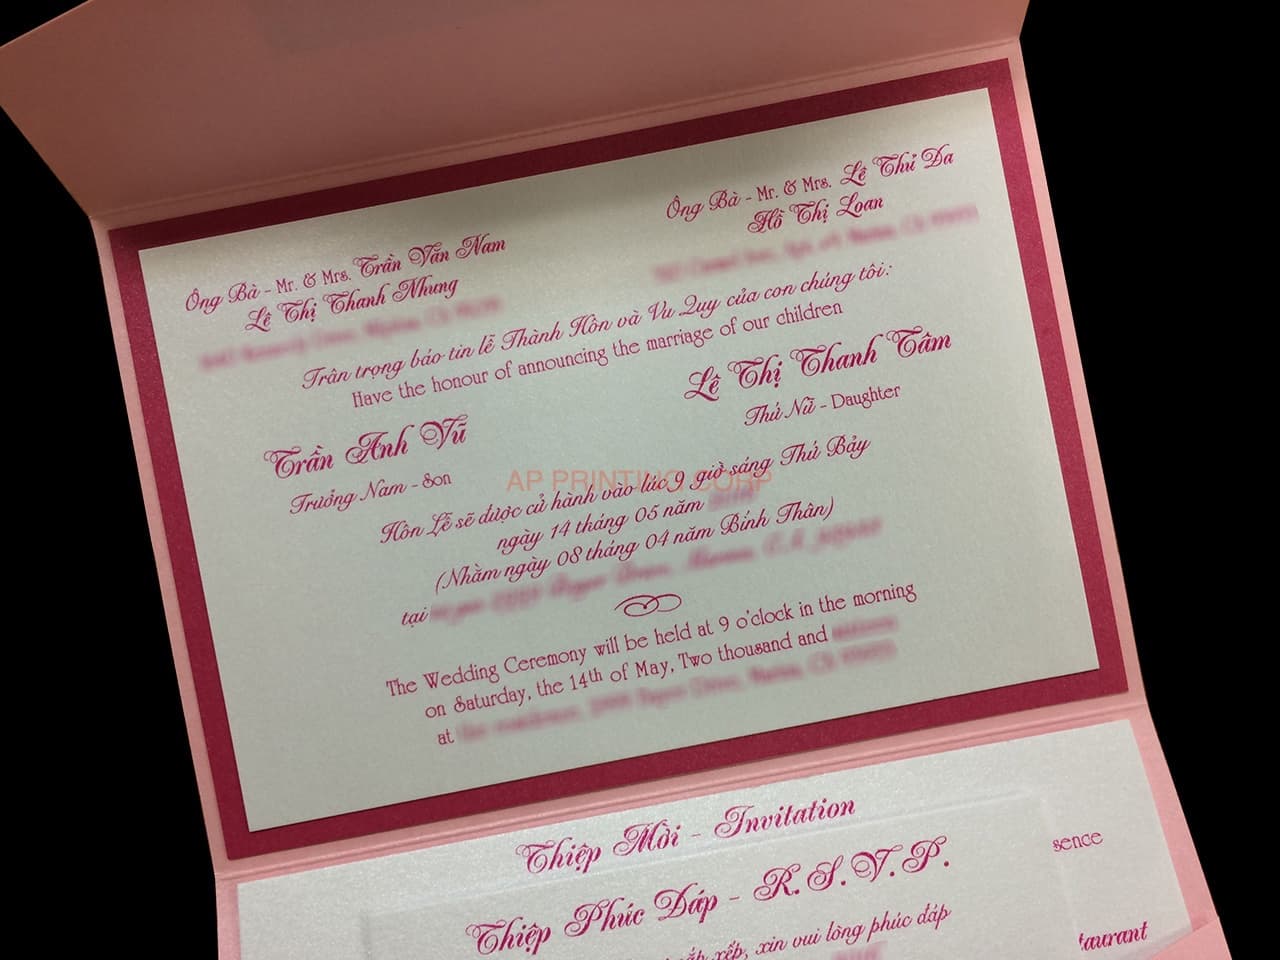 Ông Bà - Mr. & Mrs. Trần Văn Nam
Lê Thị Thanh Nhung
Ông Bà - Mr. & Mrs. Lê Thủ Da
Hồ Thị Loan
Trân trọng báo tin lễ Thành Hôn và Vu Quy của con chúng tôi:
Have the honour of announcing the marriage of our children
Trần Anh Vũ
Trưởng Nam - Son
Lê Thị Thanh Tâm
Thứ Nữ - Daughter
AP PRINTING CORP
Hôn Lễ sẽ được cử hành vào lúc 9 giờ sáng Thứ Bảy
ngày 14 tháng 05 năm
(Nhằm ngày 08 tháng 04 năm Bính Thân)
tại
The Wedding Ceremony will be held at 9 o'clock in the morning
on Saturday, the 14th of May, Two thousand and
at
Thiệp Mời - Invitation
sence
Thiệp Phúc Đáp - R.S.V.P.
xếp, xin vui lòng phúc đáp
taurant